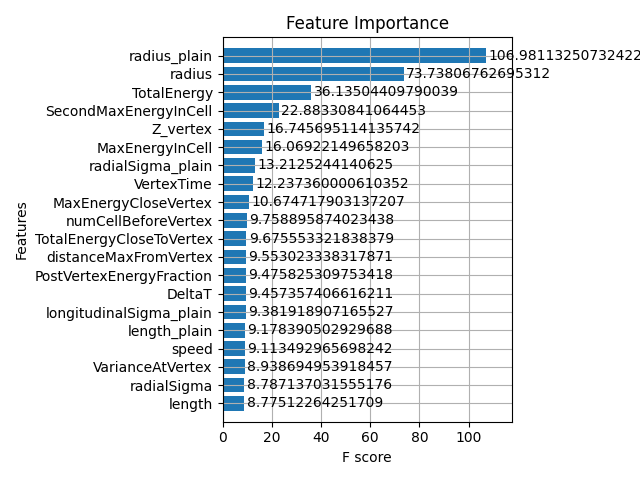 Feature Importance
radius_plain 106.98113250732422
radius 73.73806762695312
TotalEnergy 36.13504409790039
SecondMaxEnergyInCell 22.88330841064453
Z_vertex 16.745695114135742
MaxEnergyInCell 16.06922149658203
radialSigma_plain 13.2125244140625
VertexTime 12.237360000610352
MaxEnergyCloseVertex 10.674717903137207
numCellBeforeVertex 9.758895874023438
TotalEnergyCloseToVertex 9.675553321838379
distanceMaxFromVertex 9.553023338317871
PostVertexEnergyFraction 9.475825309753418
DeltaT 9.457357406616211
longitudinalSigma_plain 9.381918907165527
length_plain 9.178390502929688
speed 9.113492965698242
VarianceAtVertex 8.938694953918457
radialSigma 8.787137031555176
length 8.77512264251709
0 20 40 60 80 100
F score
Features